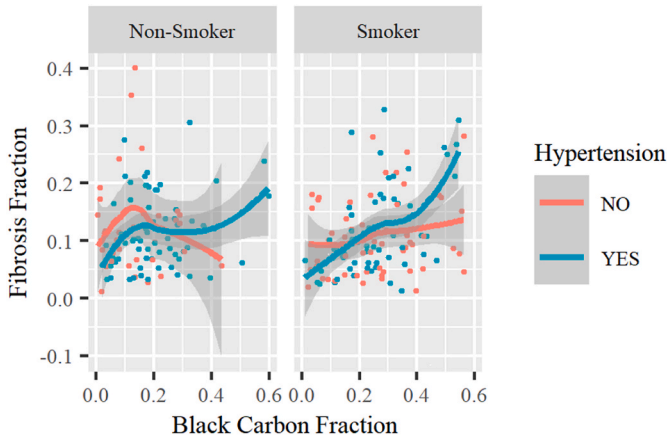 Non-Smoker
Smoker
Fibrosis Fraction
0.4
0.3
0.2
0.1
0.0
-0.1
0.0
0.2
0.4
0.6
0.0
0.2
0.4
0.6
Black Carbon Fraction
Hypertension
NO
YES